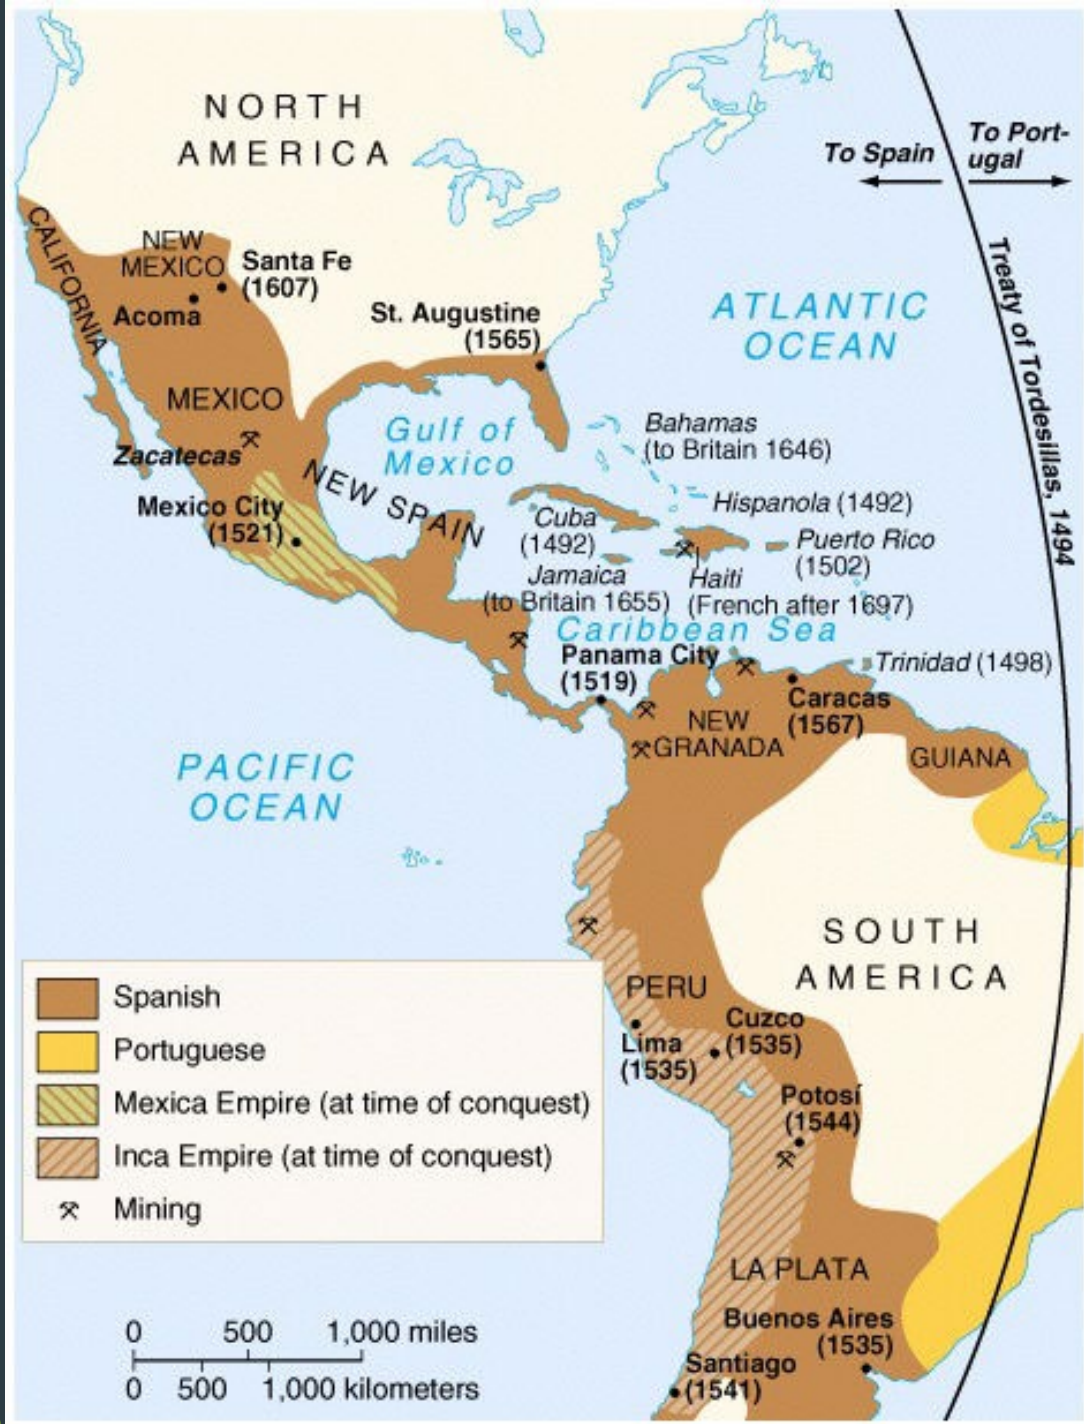 NORTH
AMERICA
To Spain
To Port-
ugal
Treaty of Tordesillas, 1494
CALIFORNIA
NEW
MEXICO
Santa Fe
(1607)
Acoma
St. Augustine
(1565)
ATLANTIC
OCEAN
MEXICO
Gulf of
Mexico
Bahamas
(to Britain 1646)
Zacatecas
NEW SPAIN
Mexico City
(1521)
Cuba
(1492)
Hispanola (1492)
Puerto Rico
(1502)
Jamaica
(to Britain 1655)
Haiti
(French after 1697)
Caribbean Sea
Panama City
(1519)
Trinidad (1498)
Caracas
(1567)
NEW
GRANADA
GUIANA
PACIFIC
OCEAN
SOUTH
AMERICA
PERU
Lima
(1535)
Cuzco
(1535)
Potosí
(1544)
LA PLATA
Buenos Aires
(1535)
Santiago
(1541)
Spanish
Portuguese
Mexica Empire (at time of conquest)
Inca Empire (at time of conquest)
Mining
0 500 1,000 miles
0 500 1,000 kilometers